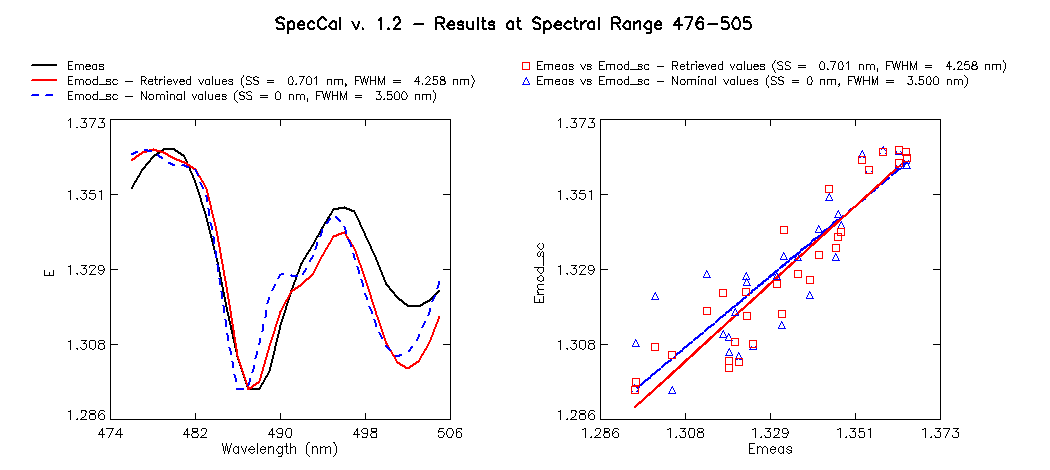 SpecCal v. 1.2 - Results at Spectral Range 476-505
Emeas
Emod_sc - Retrieved values (SS = 0.701 nm, FWHM = 4.258 nm)
Emod_sc - Nominal values (SS = 0 nm, FWHM = 3.500 nm)
Emeas vs Emod_sc - Retrieved values (SS = 0.701 nm, FWHM = 4.258 nm)
Emeas vs Emod_sc - Nominal values (SS = 0 nm, FWHM = 3.500 nm)
1.373
1.351
1.329
1.308
1.286
E
474 482 490 498 506
Wavelength (nm)
1.373
1.351
1.329
1.308
1.286
Emod_sc
1.286 1.308 1.329 1.351 1.373
Emeas